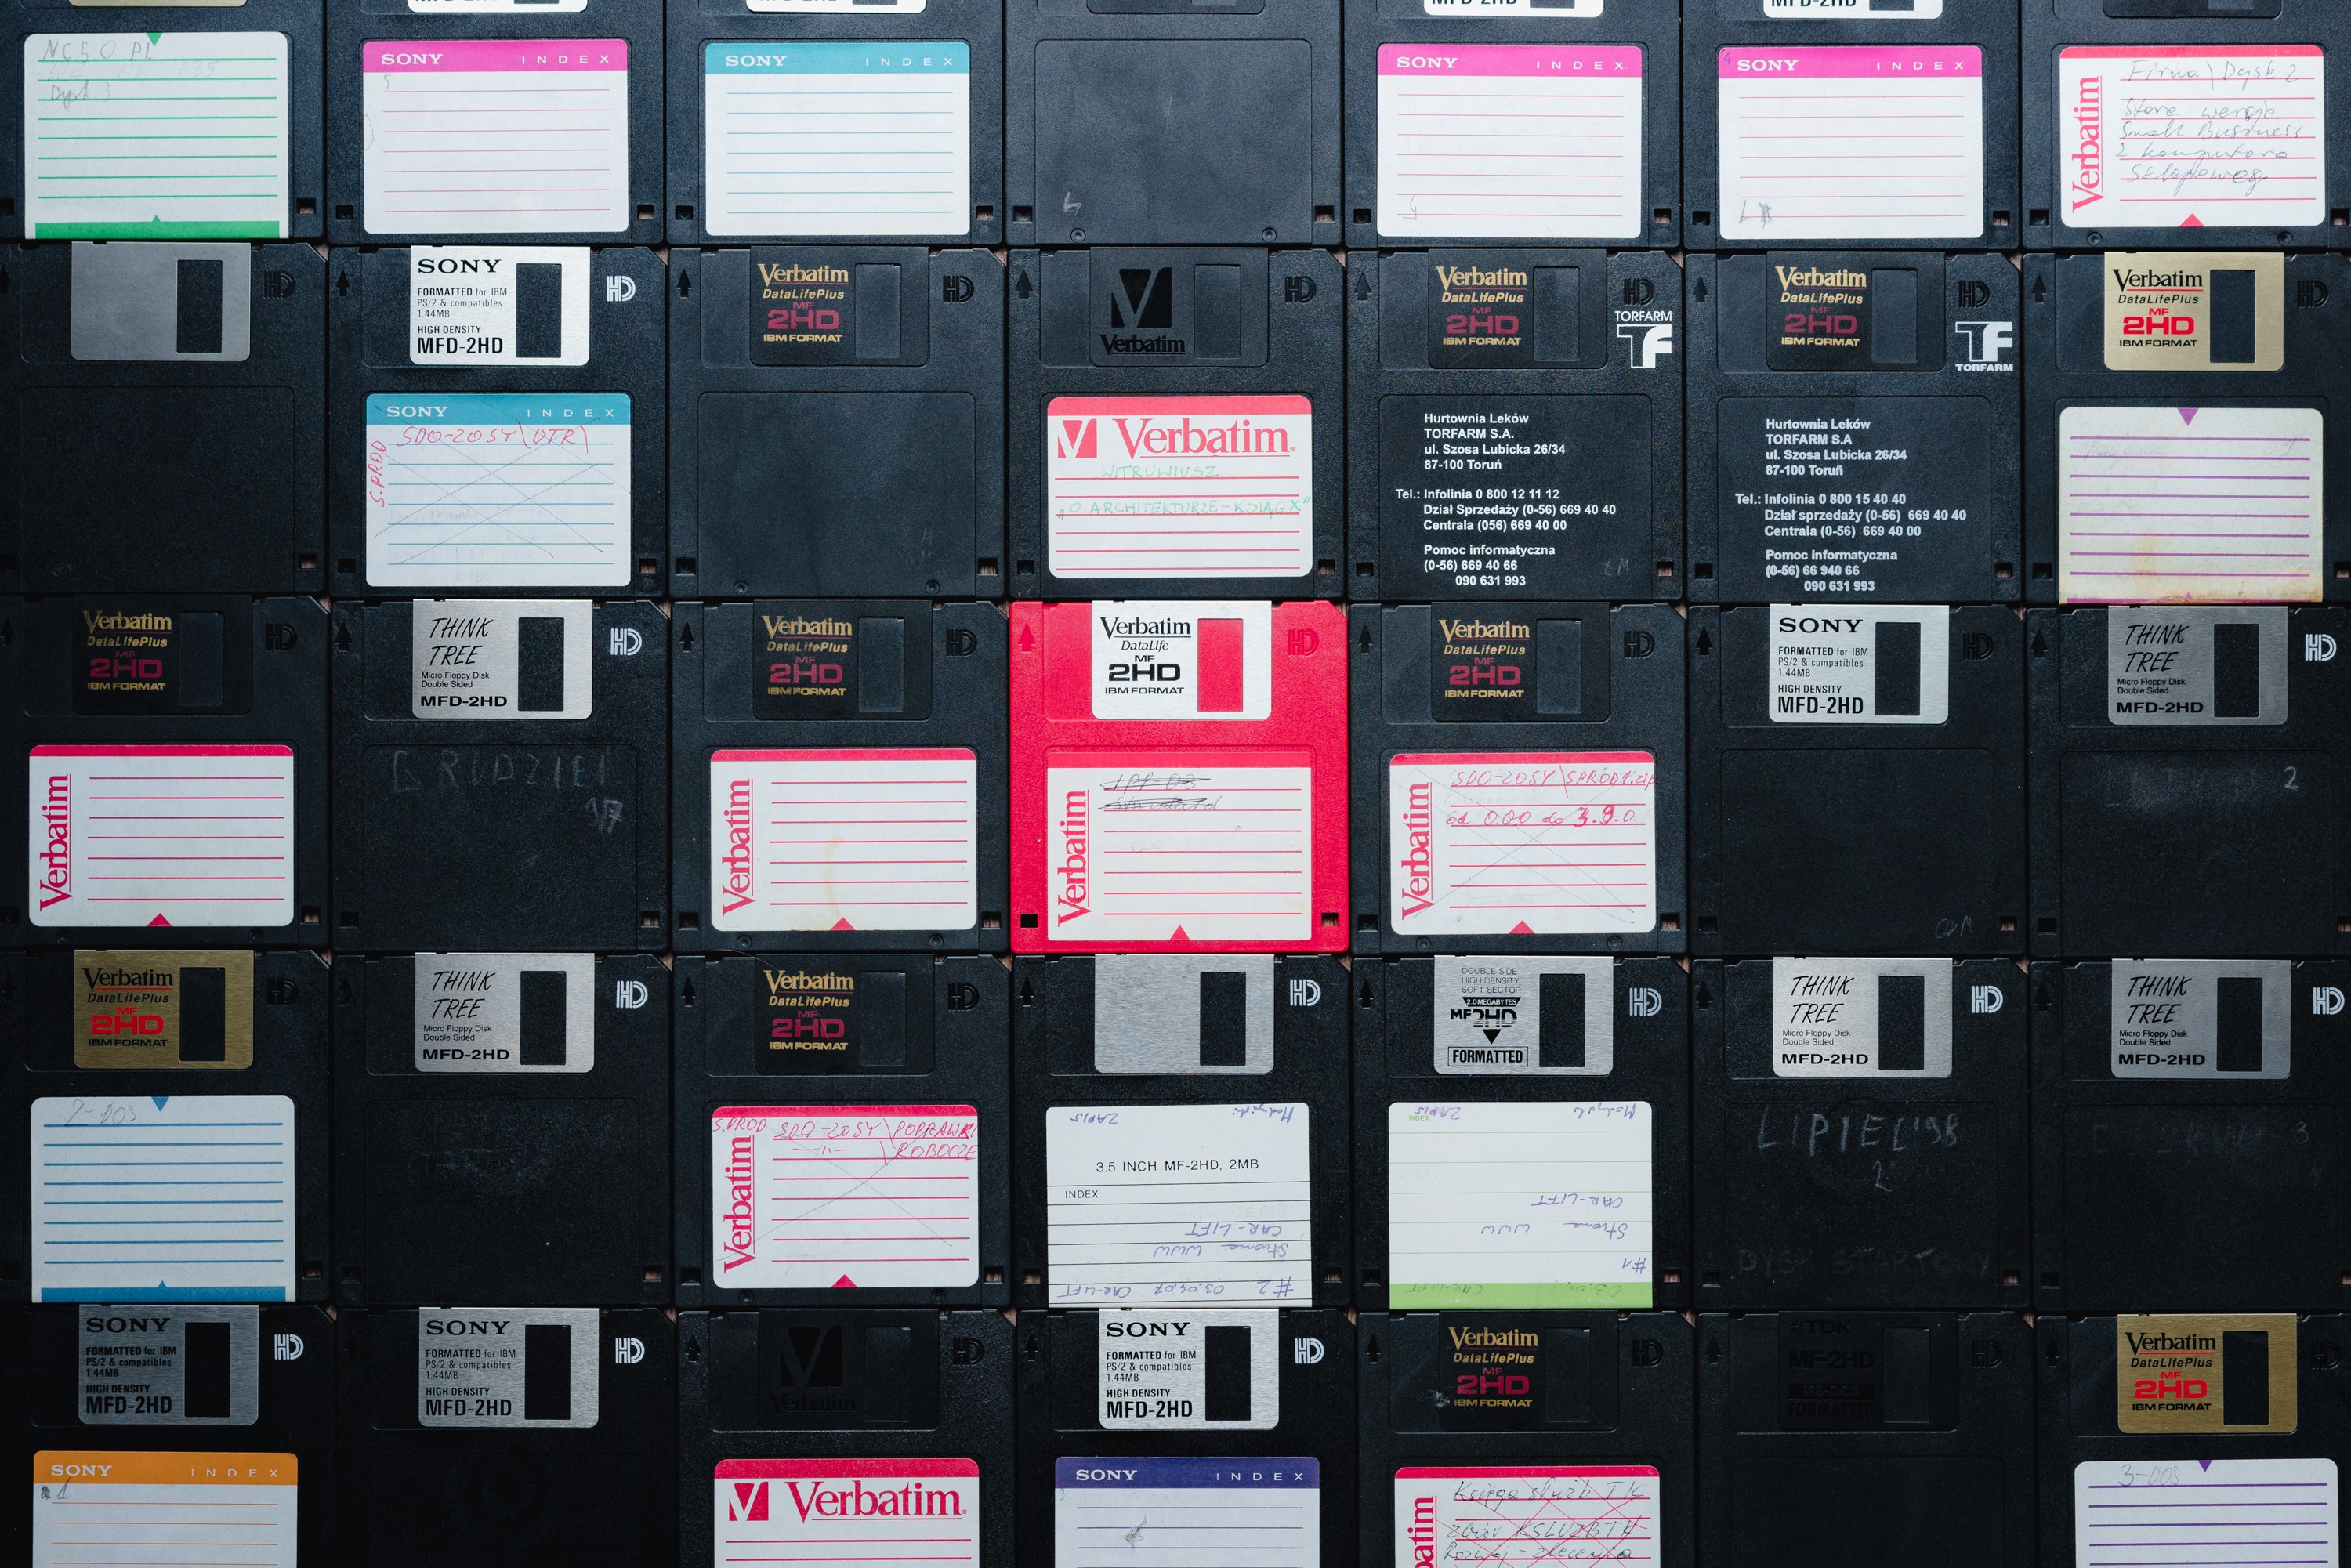 NC50 PL
Dysk 3
SONY INDEX
5
SONY INDEX
SONY INDEX
SONY INDEX
Verbatim
Firma \ Dysk 2
Stara wersja
Small Business
z komputera
Sklepowego
SONY
FORMATTED for IBM
PS/2 & compatibles
1.44MB
HIGH DENSITY
MFD-2HD
HD
SONY INDEX
S.PROD
SDO-20SY\DTR\
Verbatim
DataLifePlus
MF
2HD
IBM FORMAT
HD
Verbatim
HD
Verbatim
WITRUWIUSZ
„O ARCHITEKTURZE-KSIĄG X"
Verbatim
DataLifePlus
MF
2HD
IBM FORMAT
HD
TORFARM
TF
Hurtownia Leków
TORFARM S.A.
ul. Szosa Lubicka 26/34
87-100 Toruń
Tel.: Infolinia 0 800 12 11 12
Dział Sprzedaży (0-56) 669 40 40
Centrala (056) 669 40 00
Pomoc informatyczna
(0-56) 669 40 66
090 631 993
Verbatim
DataLifePlus
MF
2HD
IBM FORMAT
HD
TF
TORFARM
Hurtownia Leków
TORFARM S.A
ul. Szosa Lubicka 26/34
87-100 Toruń
Tel.: Infolinia 0 800 15 40 40
Dział sprzedaży (0-56) 669 40 40
Centrala (0-56) 669 40 00
Pomoc informatyczna
(0-56) 66 940 66
090 631 993
Verbatim
DataLifePlus
MF
2HD
IBM FORMAT
HD
Verbatim
DataLifePlus
MF
2HD
IBM FORMAT
HD
Verbatim
THINK
TREE
Micro Floppy Disk
Double Sided
MFD-2HD
HD
Verbatim
DataLifePlus
MF
2HD
IBM FORMAT
HD
Verbatim
Verbatim
DataLife
MF
2HD
IBM FORMAT
HD
Verbatim
Verbatim
DataLifePlus
MF
2HD
IBM FORMAT
HD
Verbatim
SDO-20SY\SPROD1.zip
od 0.0.0 do 3.9.0
SONY
FORMATTED for IBM
PS/2 & compatibles
1.44MB
HIGH DENSITY
MFD-2HD
HD
THINK
TREE
Micro Floppy Disk
Double Sided
MFD-2HD
HD
2
Verbatim
DataLifePlus
MF
2HD
IBM FORMAT
HD
2-DOS
THINK
TREE
Micro Floppy Disk
Double Sided
MFD-2HD
HD
Verbatim
DataLifePlus
MF
2HD
IBM FORMAT
HD
Verbatim
S.PROD SDO-20SY\POPRAWKI
-11- \ROBOCZE
HD
ZAPIS
3.5 INCH MF-2HD, 2MB
INDEX
CAR-LIFT
Strona WWW
#2 03.04.02 CAR-LIFT
DOUBLE SIDE
HIGH DENSITY
SOFT SECTOR
2.0 MEGABYTES
MF2HD
FORMATTED
HD
INDEX
ZAPIS
CAR-LIFT
Strona WWW
#1
THINK
TREE
Micro Floppy Disk
Double Sided
MFD-2HD
HD
LIPIEC '98
2
DYSK STARTOWY
THINK
TREE
Micro Floppy Disk
Double Sided
MFD-2HD
HD
3
SONY
FORMATTED for IBM
PS/2 & compatibles
1.44MB
HIGH DENSITY
MFD-2HD
HD
SONY INDEX
1
SONY
FORMATTED for IBM
PS/2 & compatibles
1.44MB
HIGH DENSITY
MFD-2HD
HD
Verbatim
HD
Verbatim
SONY
FORMATTED for IBM
PS/2 & compatibles
1.44MB
HIGH DENSITY
MFD-2HD
HD
SONY INDEX
Verbatim
DataLifePlus
MF
2HD
IBM FORMAT
HD
Księga służb TK
Zbiór KSLUZBTK
Rozwój - zlecenia
TDK
MF-2HD
MS-DOS
FORMATTED
HD
Verbatim
DataLifePlus
MF
2HD
IBM FORMAT
3-DOS